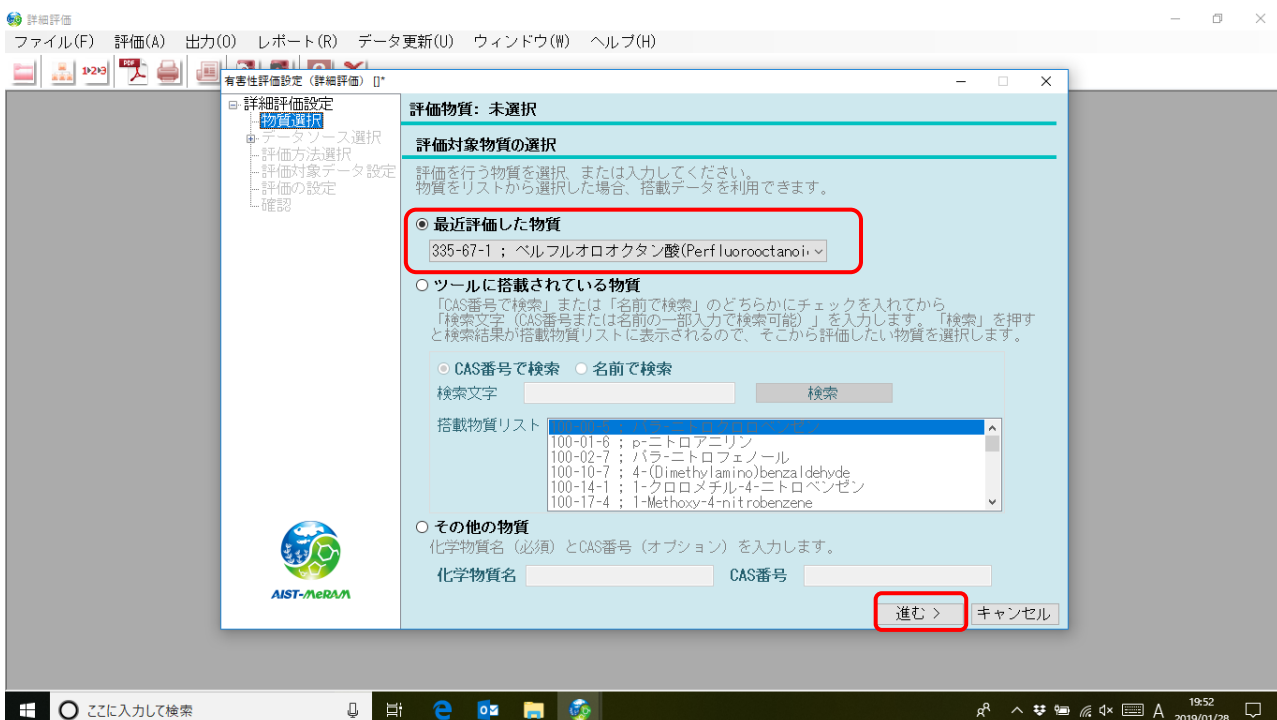 詳細評価
ファイル(F) 評価(A) 出力(O) レポート(R) データ更新(U) ウィンドウ(W) ヘルプ(H)
1▸2▸3
PDF
有害性評価設定（詳細評価） []*
詳細評価設定
物質選択
データソース選択
評価方法選択
評価対象データ設定
評価の設定
確認
AIST-MeRAM
評価物質: 未選択
評価対象物質の選択
評価を行う物質を選択、または入力してください。
物質をリストから選択した場合、搭載データを利用できます。
最近評価した物質
335-67-1 ; ペルフルオロオクタン酸(Perfluorooctanoi
ツールに搭載されている物質
「CAS番号で検索」または「名前で検索」のどちらかにチェックを入れてから
「検索文字（CAS番号または名前の一部入力で検索可能）」を入力します。「検索」を押す
と検索結果が搭載物質リストに表示されるので、そこから評価したい物質を選択します。
CAS番号で検索 名前で検索
検索文字 検索
搭載物質リスト
100-00-5 ; パラ-ニトロクロロベンゼン
100-01-6 ; p-ニトロアニリン
100-02-7 ; パラ-ニトロフェノール
100-10-7 ; 4-(Dimethylamino)benzaldehyde
100-14-1 ; 1-クロロメチル-4-ニトロベンゼン
100-17-4 ; 1-Methoxy-4-nitrobenzene
その他の物質
化学物質名（必須）とCAS番号（オプション）を入力します。
化学物質名 CAS番号
進む > キャンセル
ここに入力して検索
A
19:52
2019/01/28